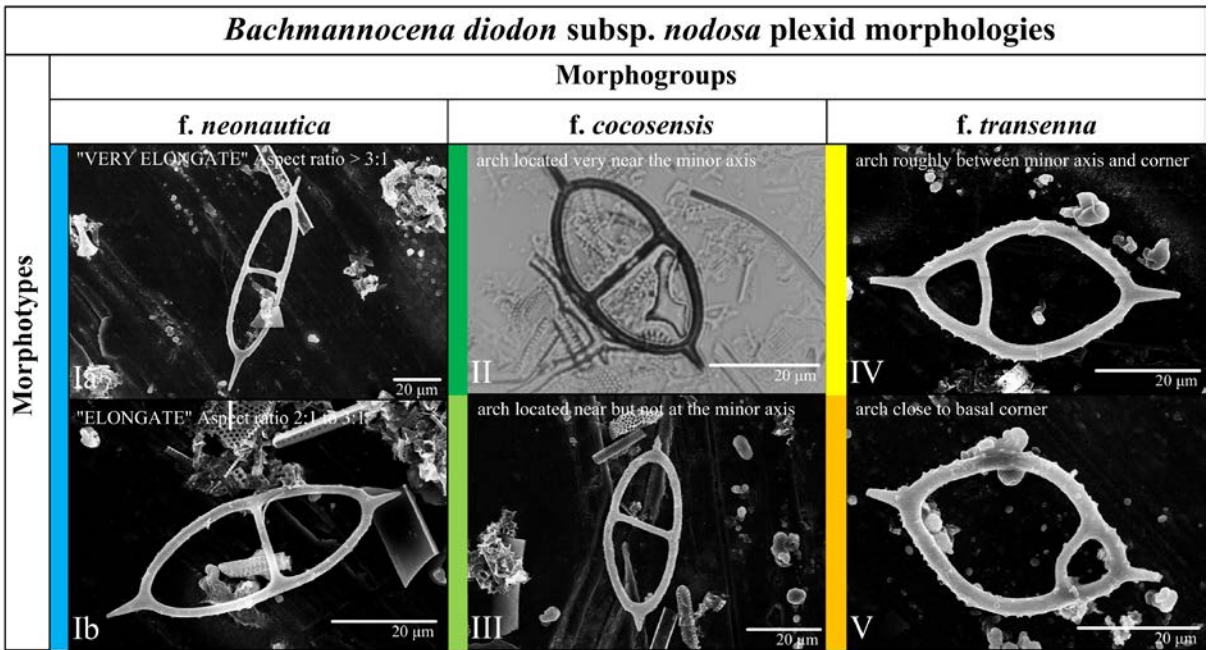 Bachmannocena diodon subsp. nodosa plexid morphologies
Morphogroups
Morphotypes
f. neonautica
f. cocosensis
f. transenna
"VERY ELONGATE" Aspect ratio > 3:1
Ia
20 μm
arch located very near the minor axis
II
20 μm
arch roughly between minor axis and corner
IV
20 μm
"ELONGATE" Aspect ratio 2:1 to 3:1
Ib
20 μm
arch located near but not at the minor axis
III
20 μm
arch close to basal corner
V
20 μm